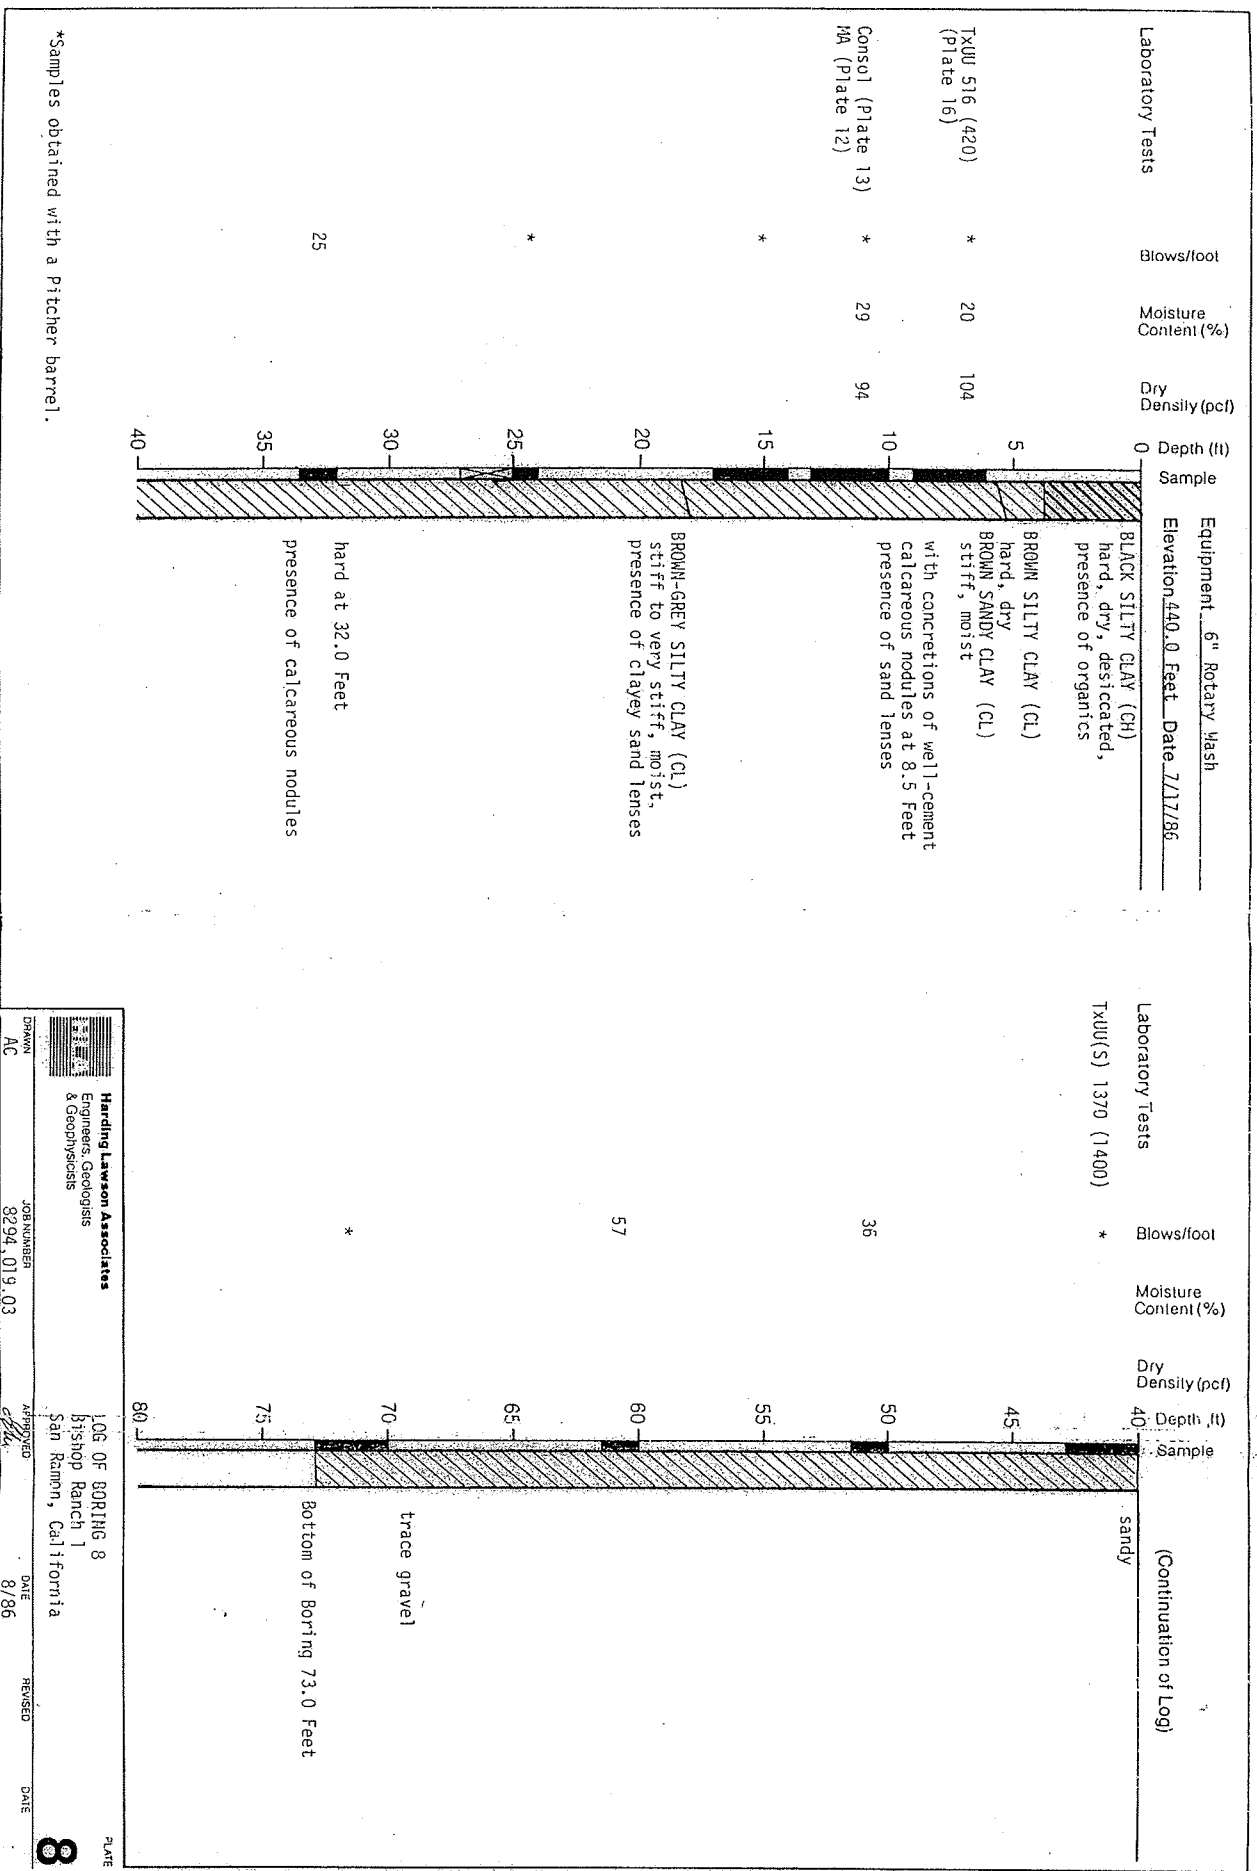 Laboratory Tests
Blows/foot
Moisture
Content (%)
Dry
Density (pcf)
Depth (ft)
Sample
Equipment 6" Rotary Wash
Elevation 440.0 Feet Date 7/17/86
0
BLACK SILTY CLAY (CH)
hard, dry, desiccated,
presence of organics
5
BROWN SILTY CLAY (CL)
hard, dry
BROWN SANDY CLAY (CL)
stiff, moist
TxUU 516 (420)
(Plate 16)
* 20 104
with concretions of well-cement
calcareous nodules at 8.5 Feet
presence of sand lenses
10
Consol (Plate 13)
MA (Plate 12)
* 29 94
15
*
BROWN-GREY SILTY CLAY (CL)
stiff to very stiff, moist,
presence of clayey sand lenses
20
25
*
30
hard at 32.0 Feet
25
presence of calcareous nodules
35
40
*Samples obtained with a Pitcher barrel.
Laboratory Tests
Blows/foot
Moisture
Content (%)
Dry
Density (pcf)
Depth ft)
Sample
(Continuation of Log)
40
sandy
TxUU(S) 1370 (1400)
*
45
50
36
55
60
57
65
trace gravel
70
*
Bottom of Boring 73.0 Feet
75
80
Harding Lawson Associates
Engineers, Geologists
& Geophysicists
LOG OF BORING 8
Bishop Ranch 1
San Ramon, California
PLATE
8
DRAWN
AC
JOB NUMBER
8294,019.03
APPROVED
DATE
8/86
REVISED
DATE